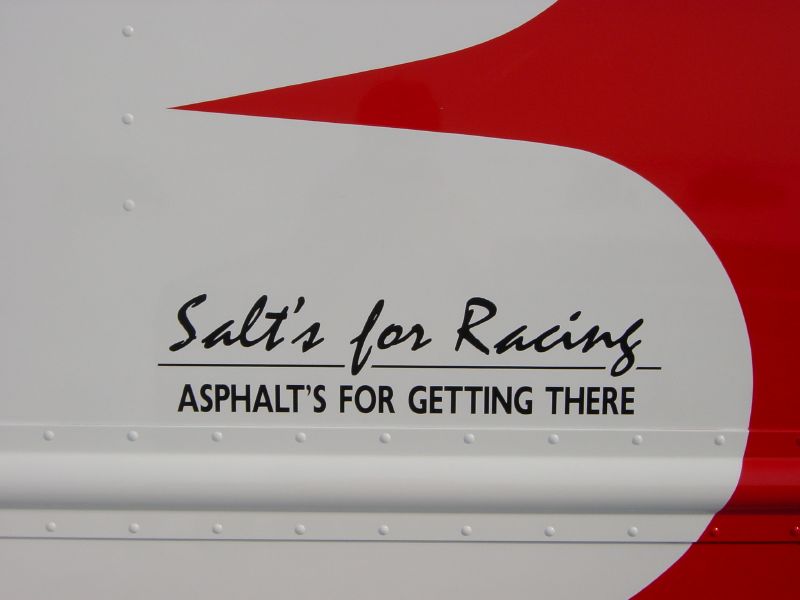 Salt's for Racing
ASPHALT'S FOR GETTING THERE